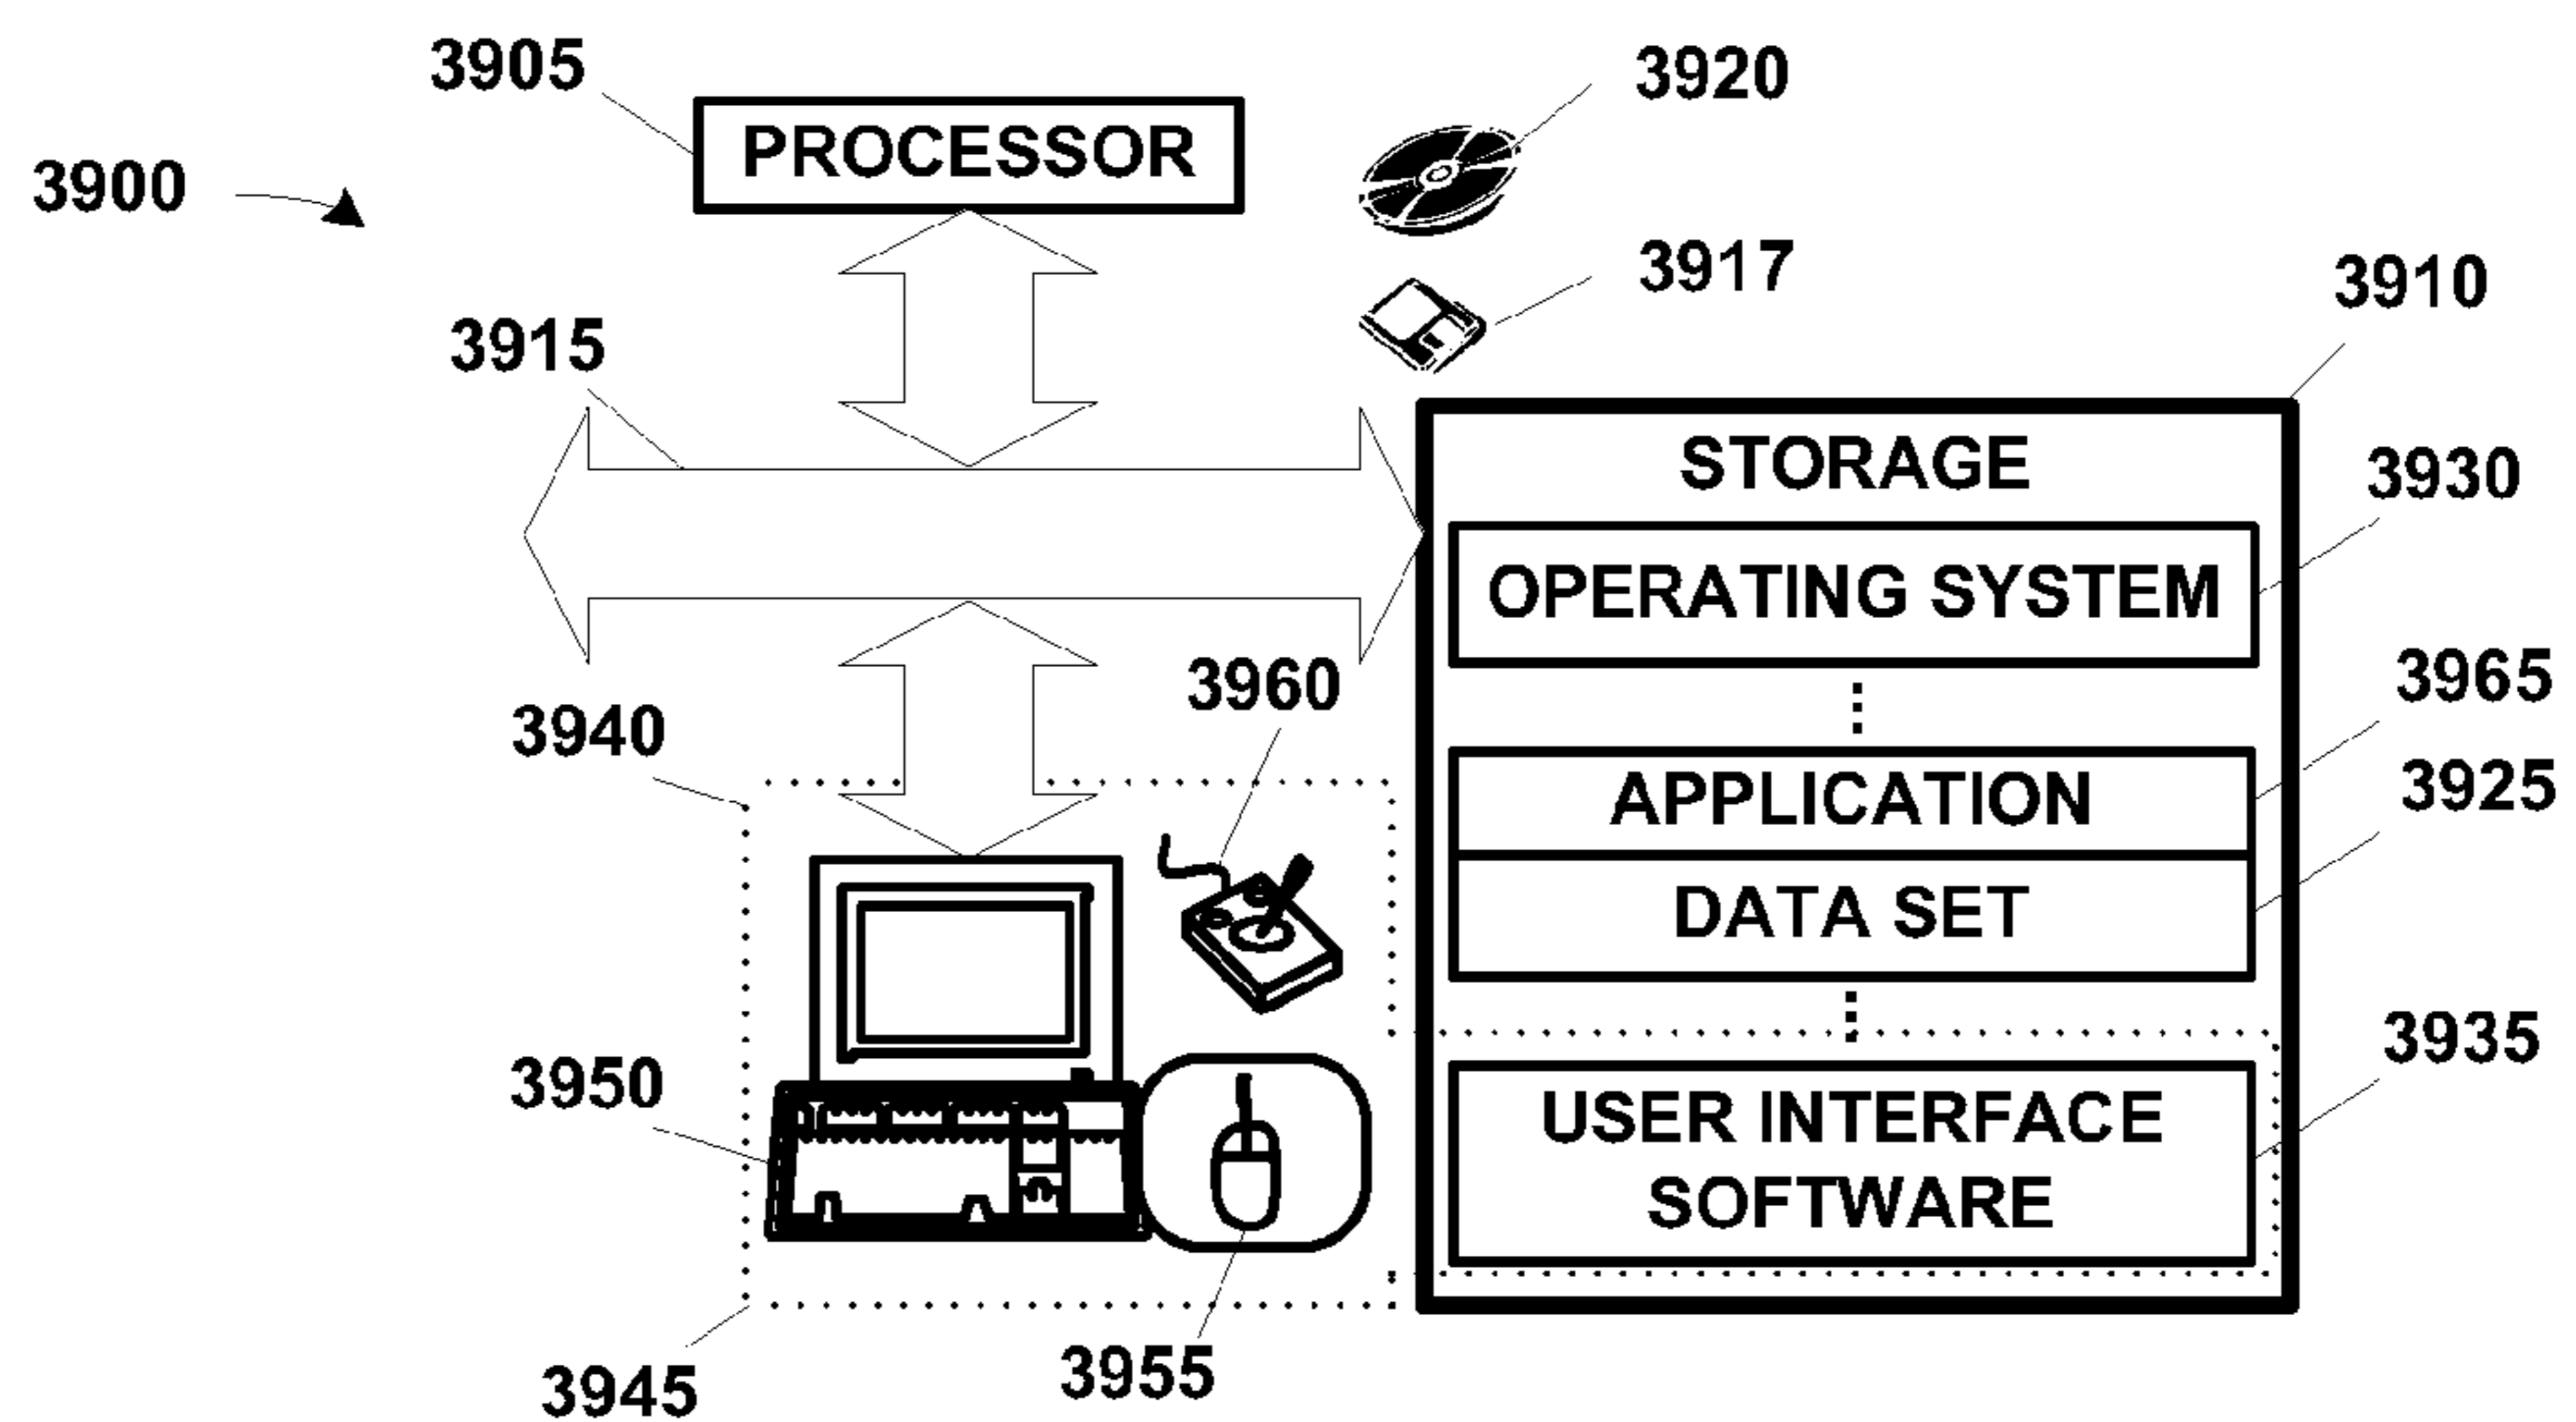 3905
PROCESSOR
3920
3900
3917
3910
3915
STORAGE
3930
OPERATING SYSTEM
3960
3965
3940
APPLICATION
3925
DATA SET
3935
3950
USER INTERFACE
SOFTWARE
3955
3945